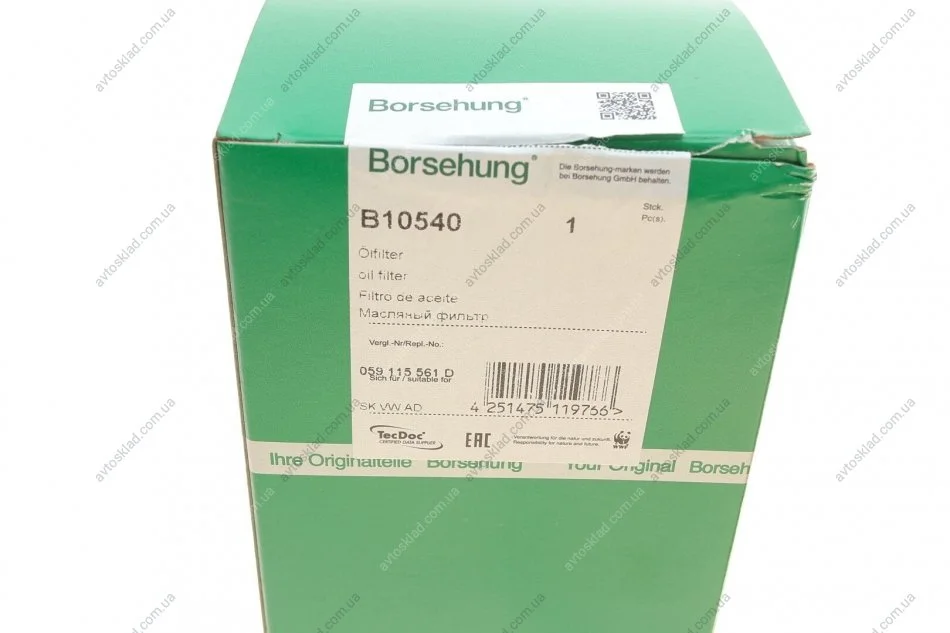 Borsehung®
Borsehung®
Die Borsehung-marken werden
bei Borsehung GmbH behalten.
B10540
1
Stck.
Pc(s).
Ölfilter
oil filter
Filtro de aceite
Масляный фильтр
Vergl.-Nr/Repl.-No.:
059 115 561 D
Sich für / suitable for
SK VW AD
4 251475 119766 >
TecDoc®
CERTIFIED DATA SUPPLIER
EAC
Verantwortung für die natur und zukunft.
Responsibility for nature and future.
WWF
Ihre Originalteile Borsehung Your Original Borsehung
avtosklad.com.ua